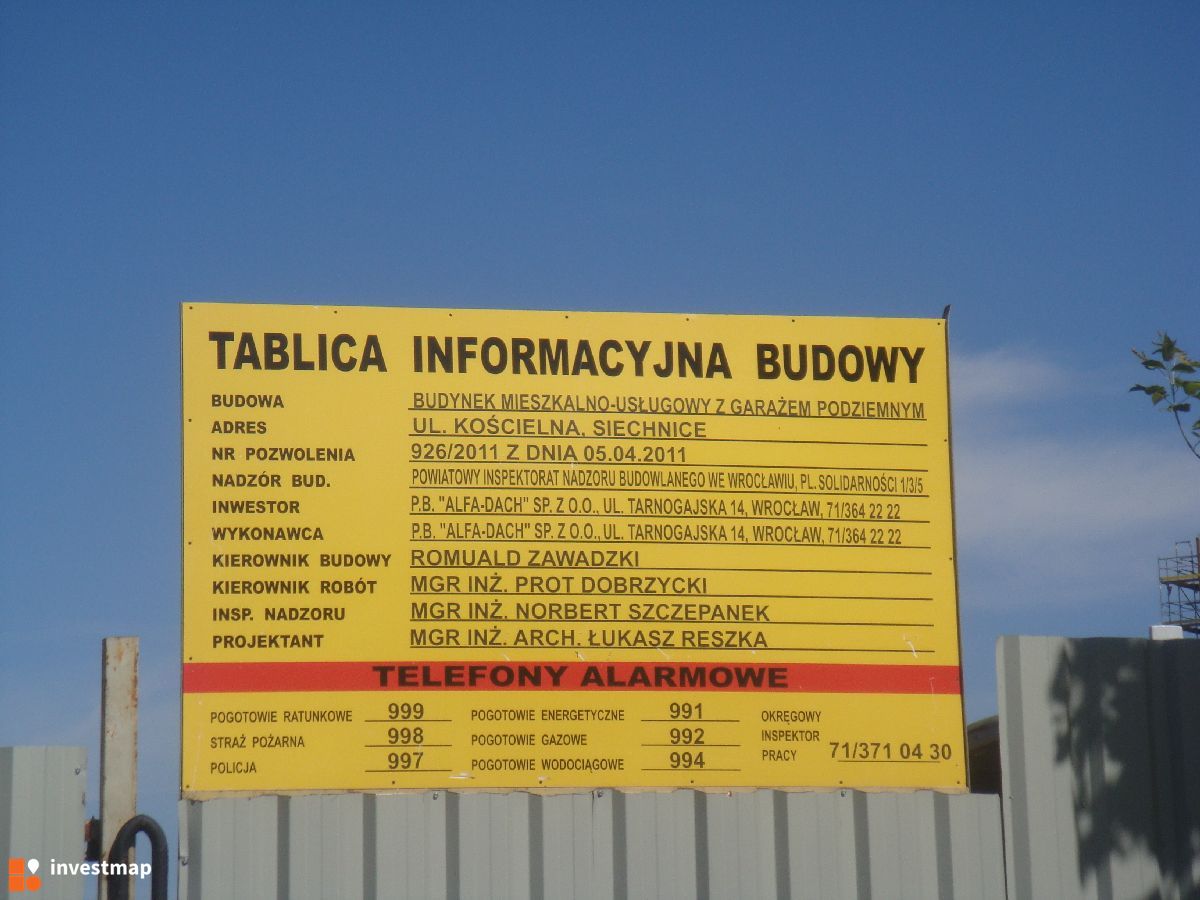 TABLICA INFORMACYJNA BUDOWY
BUDOWA BUDYNEK MIESZKALNO-USŁUGOWY Z GARAŻEM PODZIEMNYM
ADRES UL. KOŚCIELNA, SIECHNICE
NR POZWOLENIA 926/2011 Z DNIA 05.04.2011
NADZÓR BUD. POWIATOWY INSPEKTORAT NADZORU BUDOWLANEGO WE WROCŁAWIU, PL. SOLIDARNOŚCI 1/3/5
INWESTOR P.B. "ALFA-DACH" SP. Z O.O., UL. TARNOGAJSKA 14, WROCŁAW, 71/364 22 22
WYKONAWCA P.B. "ALFA-DACH" SP. Z O.O., UL. TARNOGAJSKA 14, WROCŁAW, 71/364 22 22
KIEROWNIK BUDOWY ROMUALD ZAWADZKI
KIEROWNIK ROBÓT MGR INŻ. PROT DOBRZYCKI
INSP. NADZORU MGR INŻ. NORBERT SZCZEPANEK
PROJEKTANT MGR INŻ. ARCH. ŁUKASZ RESZKA
TELEFONY ALARMOWE
POGOTOWIE RATUNKOWE 999
STRAŻ POŻARNA 998
POLICJA 997
POGOTOWIE ENERGETYCZNE 991
POGOTOWIE GAZOWE 992
POGOTOWIE WODOCIĄGOWE 994
OKRĘGOWY
INSPEKTOR
PRACY 71/371 04 30
investmap